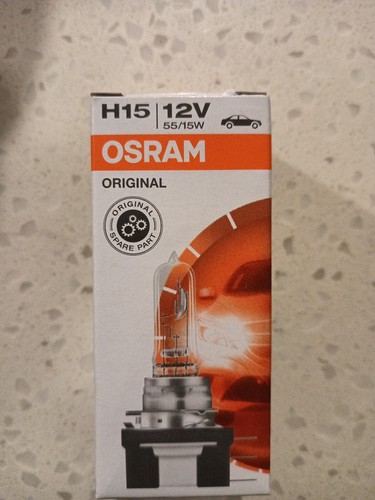 H15 12V
55/15W
OSRAM
ORIGINAL
ORIGINAL
SPARE PART